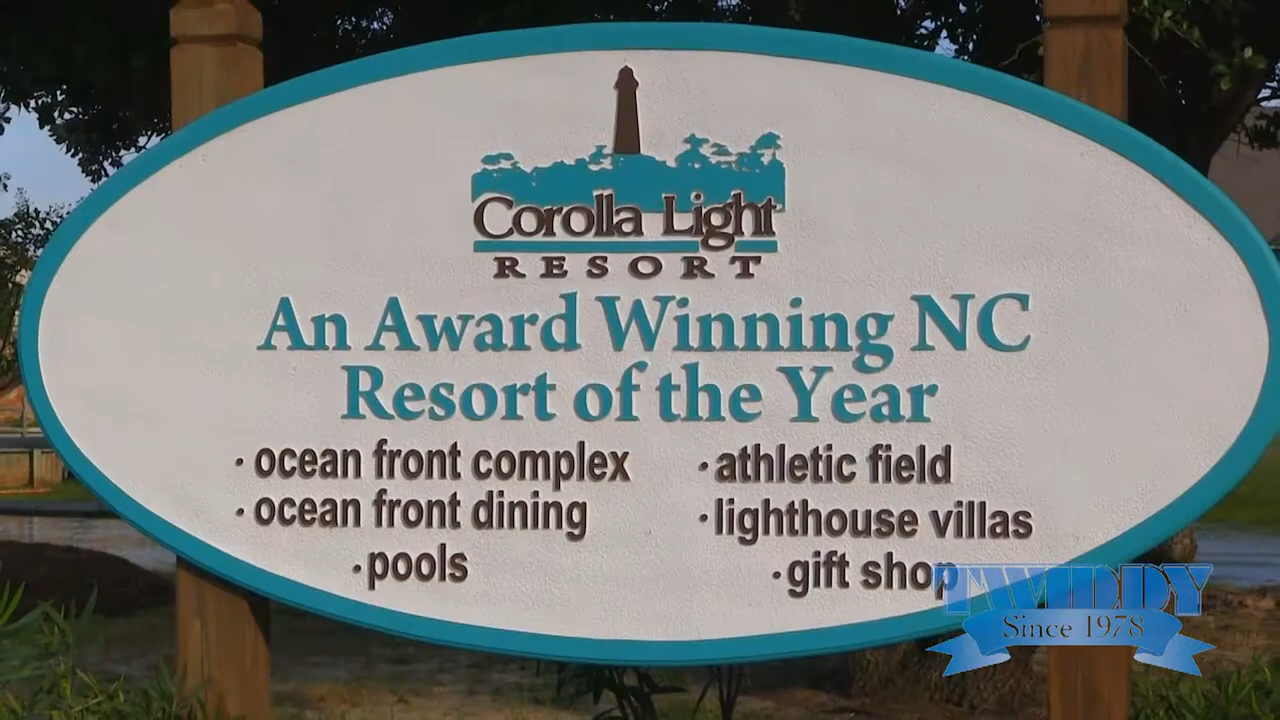 Corolla Light
RESORT
An Award Winning NC
Resort of the Year
· ocean front complex
· ocean front dining
· pools
· athletic field
· lighthouse villas
· gift shop
TWIDDY
Since 1978